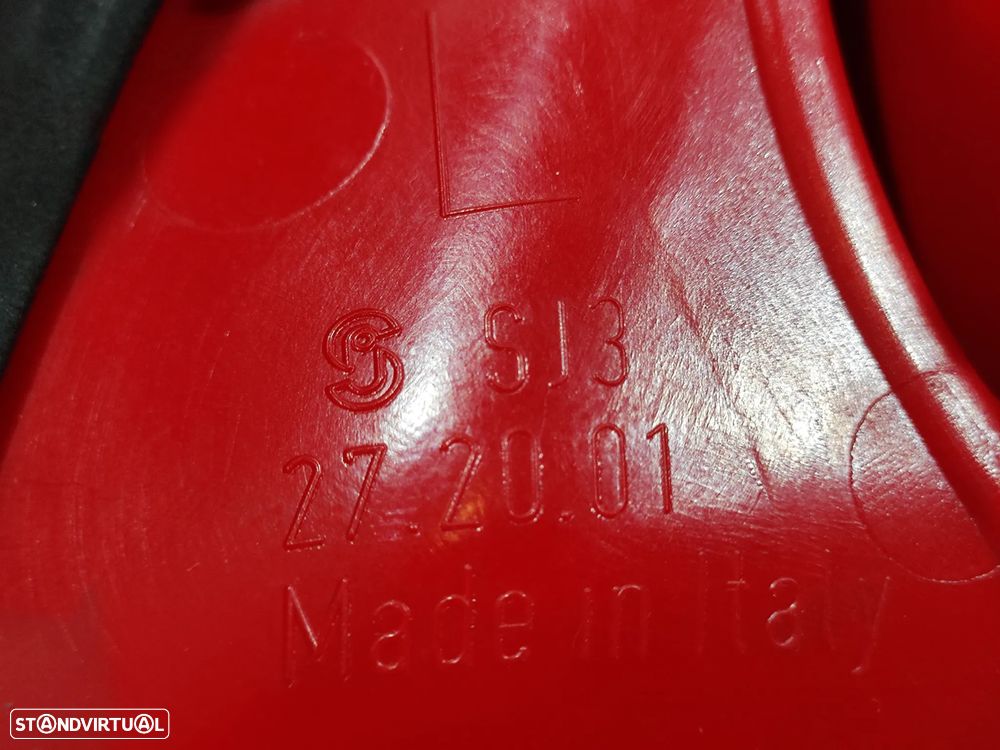 L
SJ3
27.20.01
Made in Italy
STANDVIRTUAL